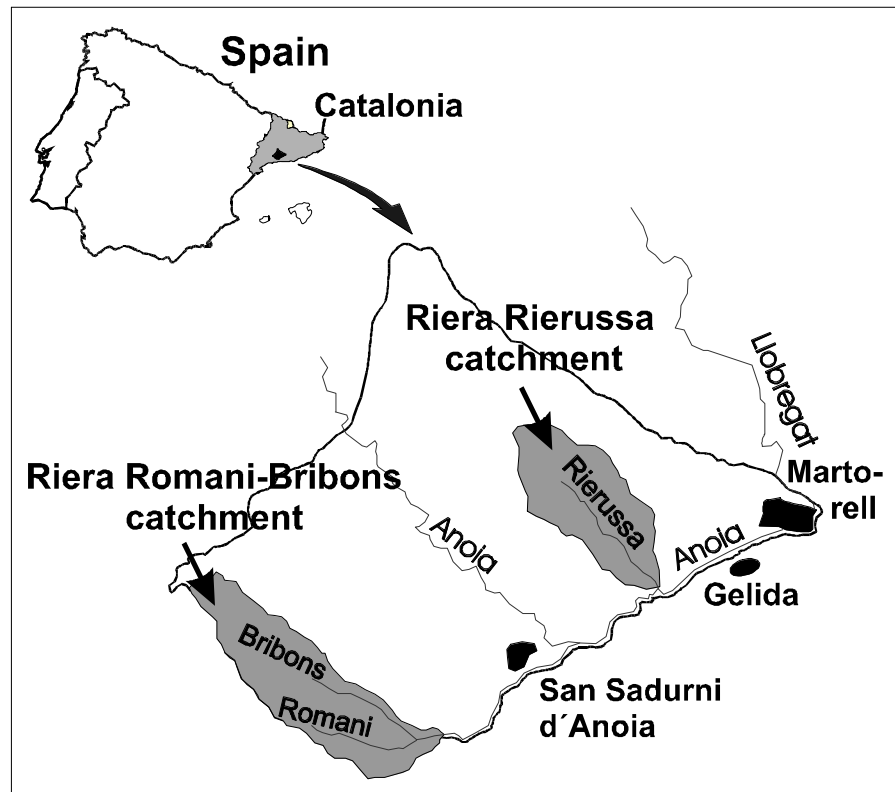 Spain
Catalonia
Riera Rierussa
catchment
Llobregat
Riera Romani-Bribons
catchment
Marto-
rell
Rierussa
Anoia
Anoia
Gelida
Bribons
Romani
San Sadurni
d´Anoia